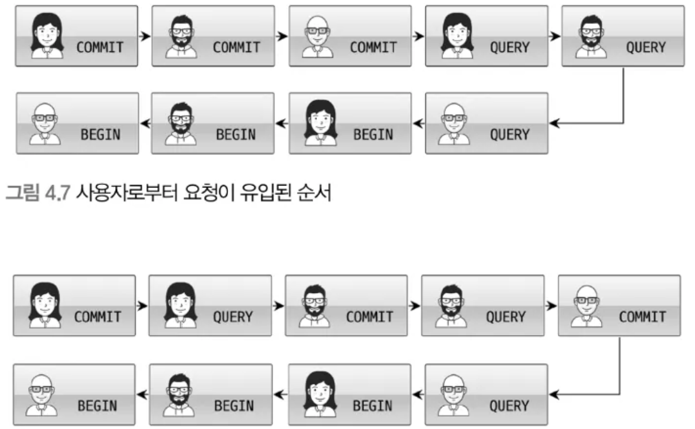 COMMIT COMMIT COMMIT QUERY QUERY
BEGIN BEGIN BEGIN QUERY
그림 4.7 사용자로부터 요청이 유입된 순서
COMMIT QUERY COMMIT QUERY COMMIT
BEGIN BEGIN BEGIN QUERY